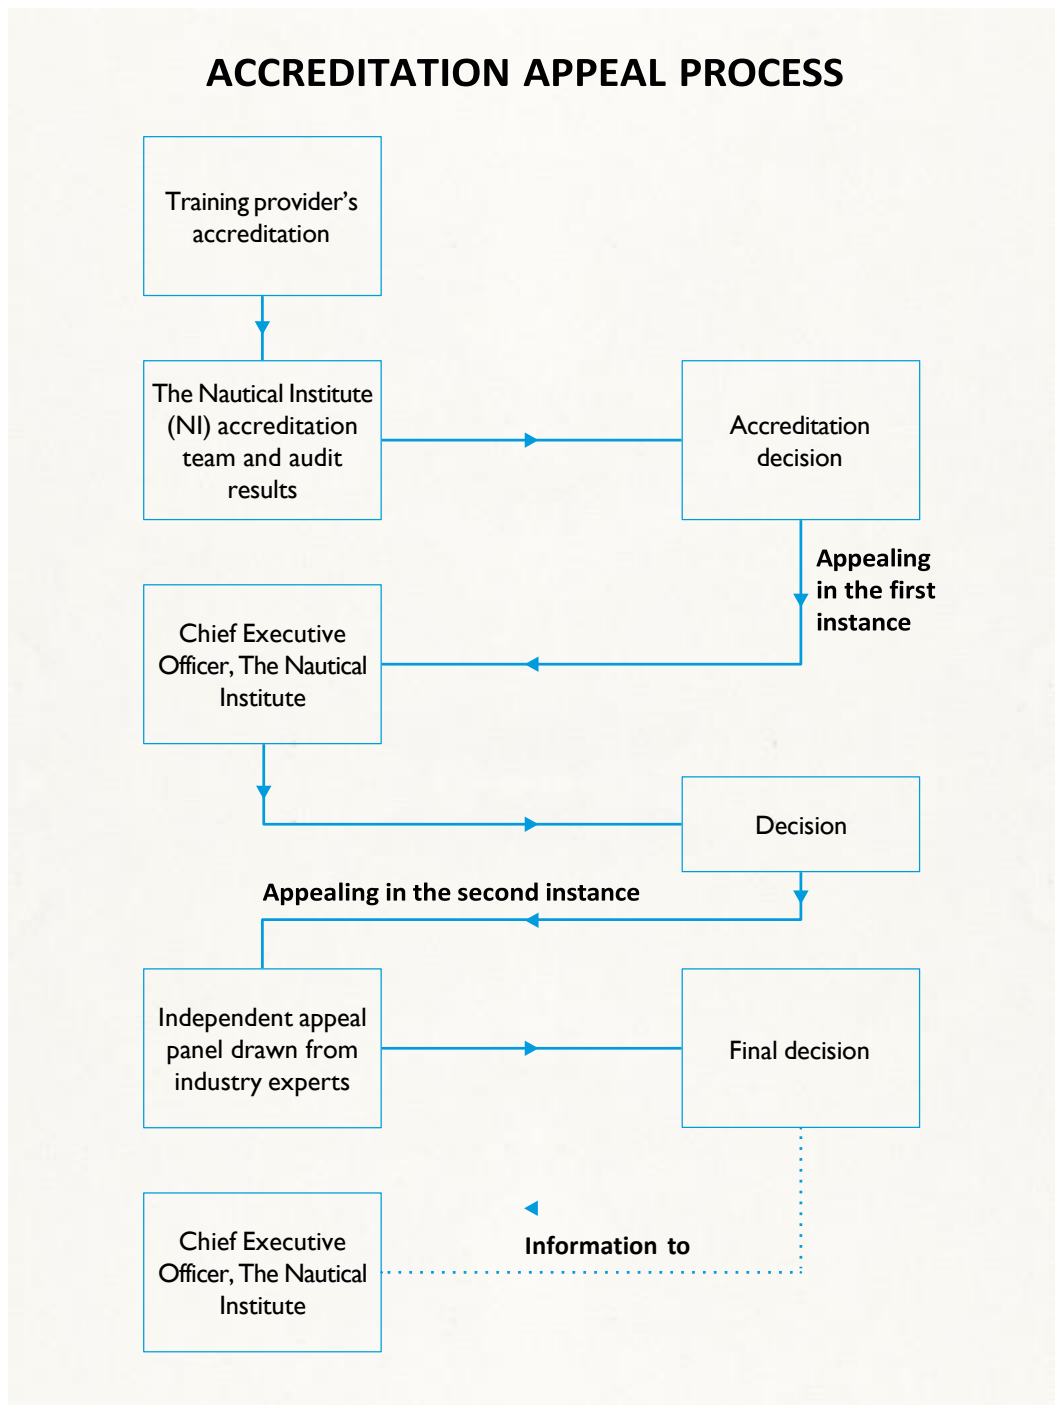 ACCREDITATION APPEAL PROCESS
Training provider’s
accreditation
The Nautical Institute
(NI) accreditation
team and audit
results
Accreditation
decision
Appealing
in the first
instance
Chief Executive
Officer, The Nautical
Institute
Decision
Appealing in the second instance
Independent appeal
panel drawn from
industry experts
Final decision
Chief Executive
Officer, The Nautical
Institute
Information to